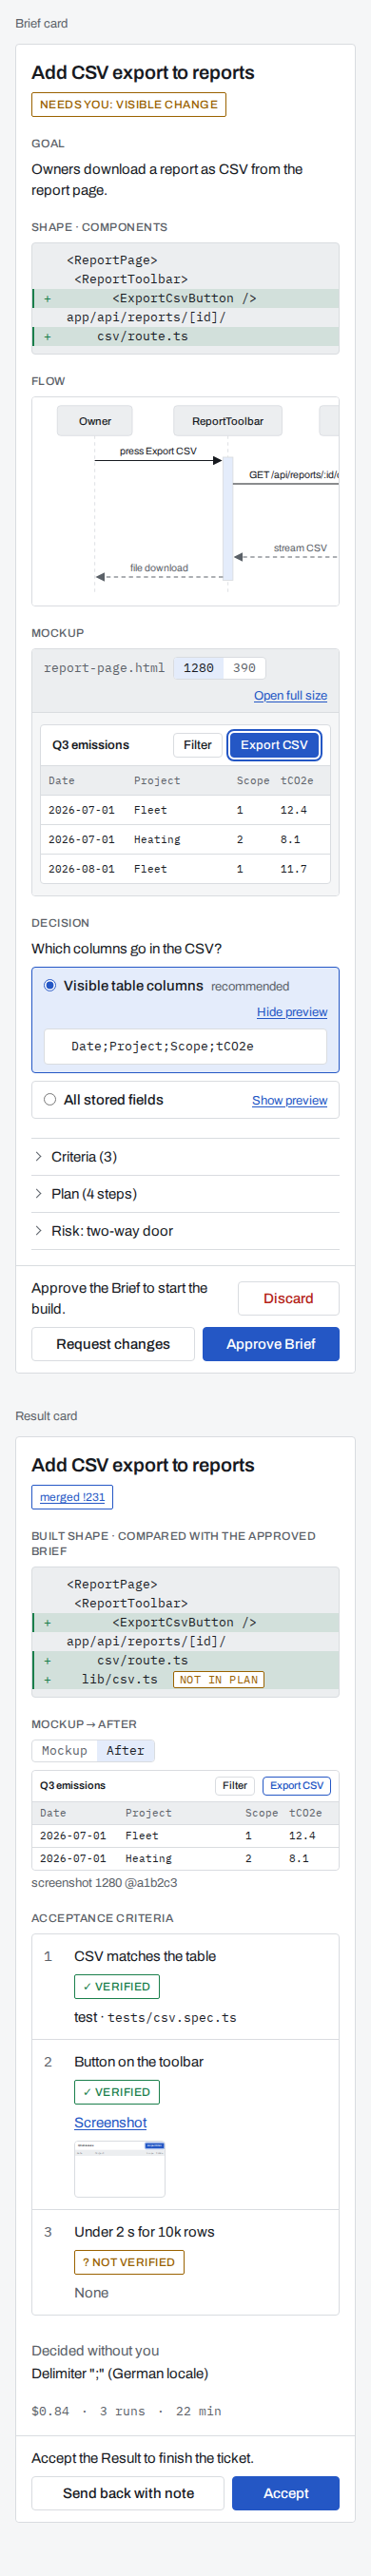 Brief card
Add CSV export to reports
NEEDS YOU: VISIBLE CHANGE
GOAL
Owners download a report as CSV from the
report page.
SHAPE · COMPONENTS
<ReportPage>
<ReportToolbar>
+ <ExportCsvButton />
app/api/reports/[id]/
+ csv/route.ts
FLOW
Owner ReportToolbar
press Export CSV
GET /api/reports/:id/c
stream CSV
file download
MOCKUP
report-page.html 1280 390
Open full size
Q3 emissions Filter Export CSV
Date Project Scope tCO2e
2026-07-01 Fleet 1 12.4
2026-07-01 Heating 2 8.1
2026-08-01 Fleet 1 11.7
DECISION
Which columns go in the CSV?
Visible table columns recommended
Hide preview
Date;Project;Scope;tCO2e
All stored fields Show preview
Criteria (3)
Plan (4 steps)
Risk: two-way door
Approve the Brief to start the
build.
Discard
Request changes Approve Brief
Result card
Add CSV export to reports
merged !231
BUILT SHAPE · COMPARED WITH THE APPROVED
BRIEF
<ReportPage>
<ReportToolbar>
+ <ExportCsvButton />
app/api/reports/[id]/
+ csv/route.ts
+ lib/csv.ts NOT IN PLAN
MOCKUP → AFTER
Mockup After
Q3 emissions Filter Export CSV
Date Project Scope tCO2e
2026-07-01 Fleet 1 12.4
2026-07-01 Heating 2 8.1
screenshot 1280 @a1b2c3
ACCEPTANCE CRITERIA
1 CSV matches the table
✓ VERIFIED
test · tests/csv.spec.ts
2 Button on the toolbar
✓ VERIFIED
Screenshot
3 Under 2 s for 10k rows
? NOT VERIFIED
None
Decided without you
Delimiter ";" (German locale)
$0.84 · 3 runs · 22 min
Accept the Result to finish the ticket.
Send back with note Accept